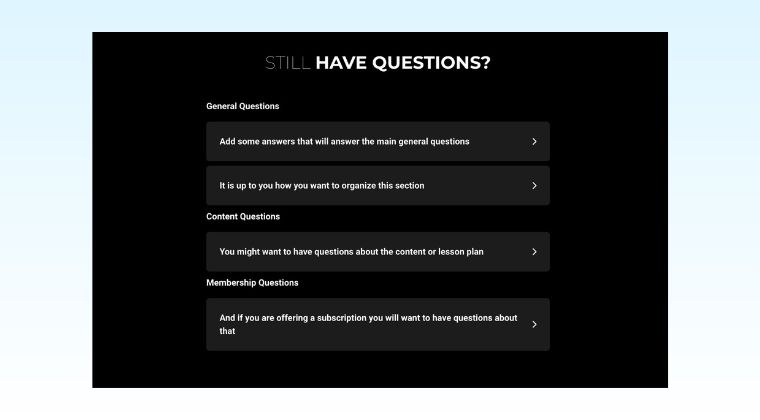 STILL HAVE QUESTIONS?
General Questions
Add some answers that will answer the main general questions
It is up to you how you want to organize this section
Content Questions
You might want to have questions about the content or lesson plan
Membership Questions
And if you are offering a subscription you will want to have questions about
that